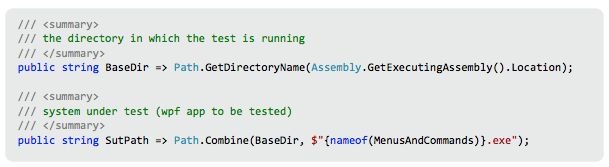 /// <summary>
/// the directory in which the test is running
/// </summary>
public string BaseDir => Path.GetDirectoryName(Assembly.GetExecutingAssembly().Location);
/// <summary>
/// system under test (wpf app to be tested)
/// </summary>
public string SutPath => Path.Combine(BaseDir, $"{nameof(MenusAndCommands)}.exe");